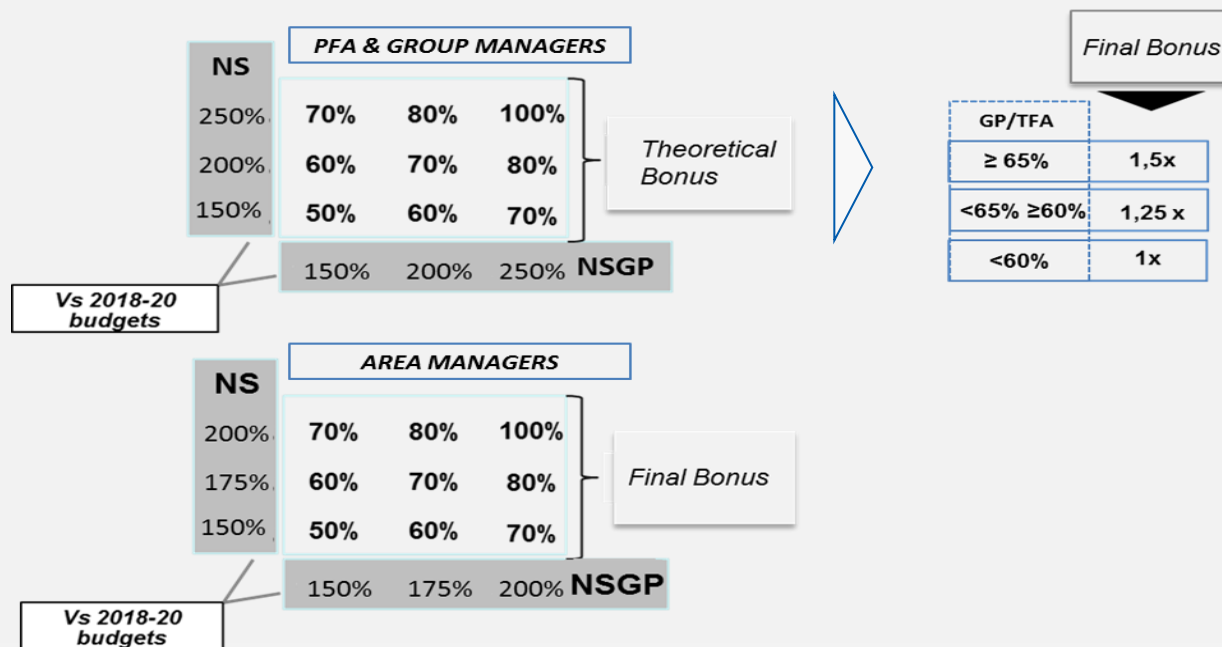 PFA & GROUP MANAGERS
Final Bonus
NS
250% 70% 80% 100%
200% 60% 70% 80%
150% 50% 60% 70%
Theoretical
Bonus
150% 200% 250% NSGP
Vs 2018-20
budgets
GP/TFA
≥ 65% 1,5x
<65% ≥60% 1,25 x
<60% 1x
AREA MANAGERS
NS
200% 70% 80% 100%
175% 60% 70% 80%
150% 50% 60% 70%
Final Bonus
150% 175% 200% NSGP
Vs 2018-20
budgets